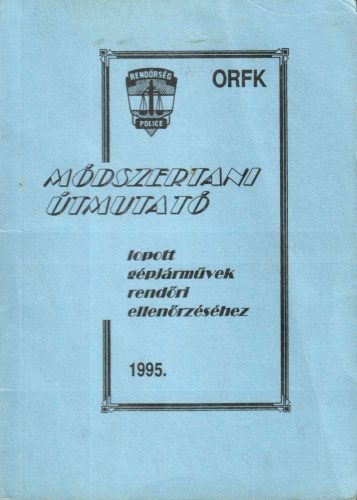 RENDŐRSÉG
POLICE
ORFK
MÓDSZERTANI
ÚTMUTATÓ
lopott
gépjárművek
rendőri
ellenőrzéséhez
1995.